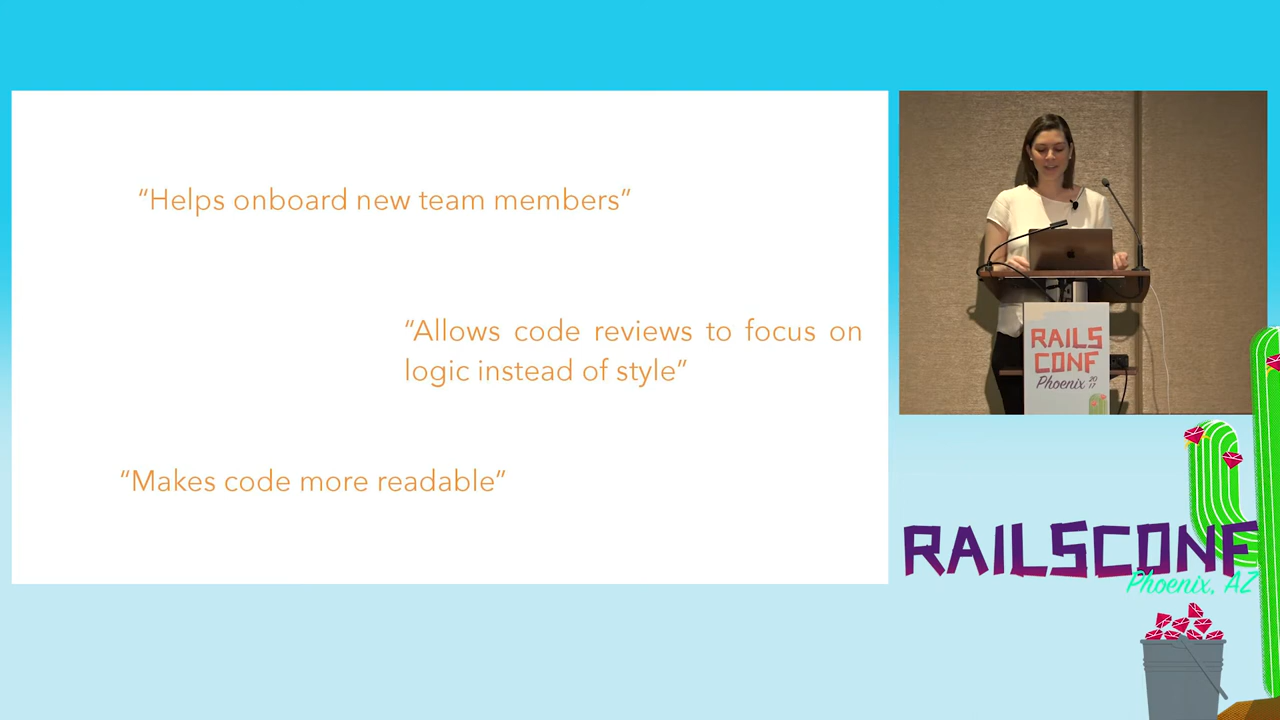 “Helps onboard new team members”
“Allows code reviews to focus on
logic instead of style”
“Makes code more readable”
RAILS
CONF
Phoenix 2017
RAILSCONF
Phoenix, AZ